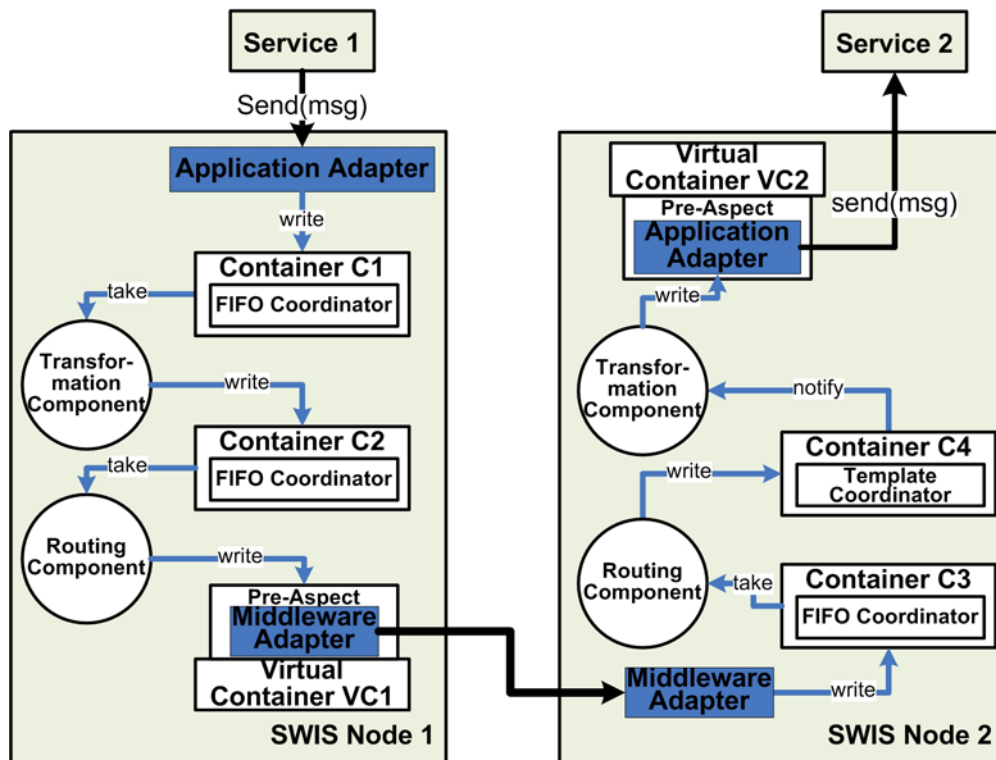 Service 1
Send(msg)
Application Adapter
write
Container C1
FIFO Coordinator
take
Transfor-
mation
Component
write
Container C2
FIFO Coordinator
take
Routing
Component
write
Pre-Aspect
Middleware
Adapter
Virtual
Container VC1
SWIS Node 1
Service 2
Virtual
Container VC2
Pre-Aspect
Application
Adapter
send(msg)
write
Transfor-
mation
Component
notify
Container C4
Template
Coordinator
write
Routing
Component
take
Container C3
FIFO Coordinator
Middleware
Adapter
write
SWIS Node 2